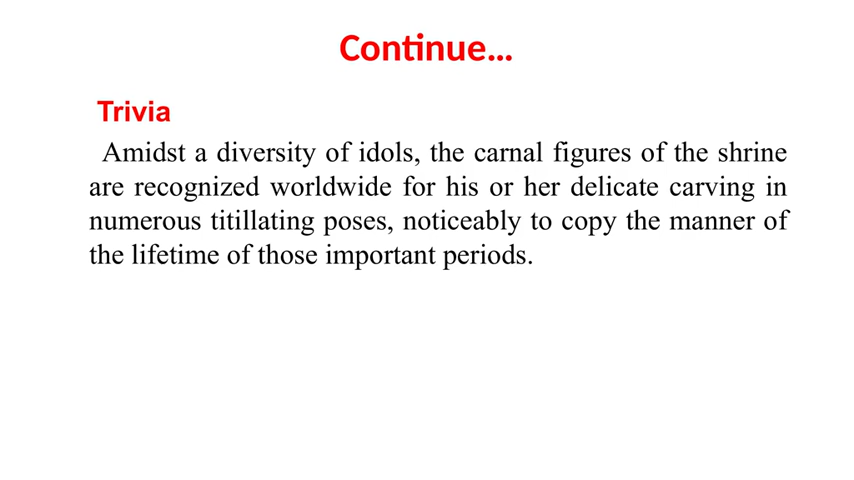 Continue…
Trivia
Amidst a diversity of idols, the carnal figures of the shrine
are recognized worldwide for his or her delicate carving in
numerous titillating poses, noticeably to copy the manner of
the lifetime of those important periods.